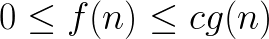 0 ≤ f(n) ≤ cg(n)